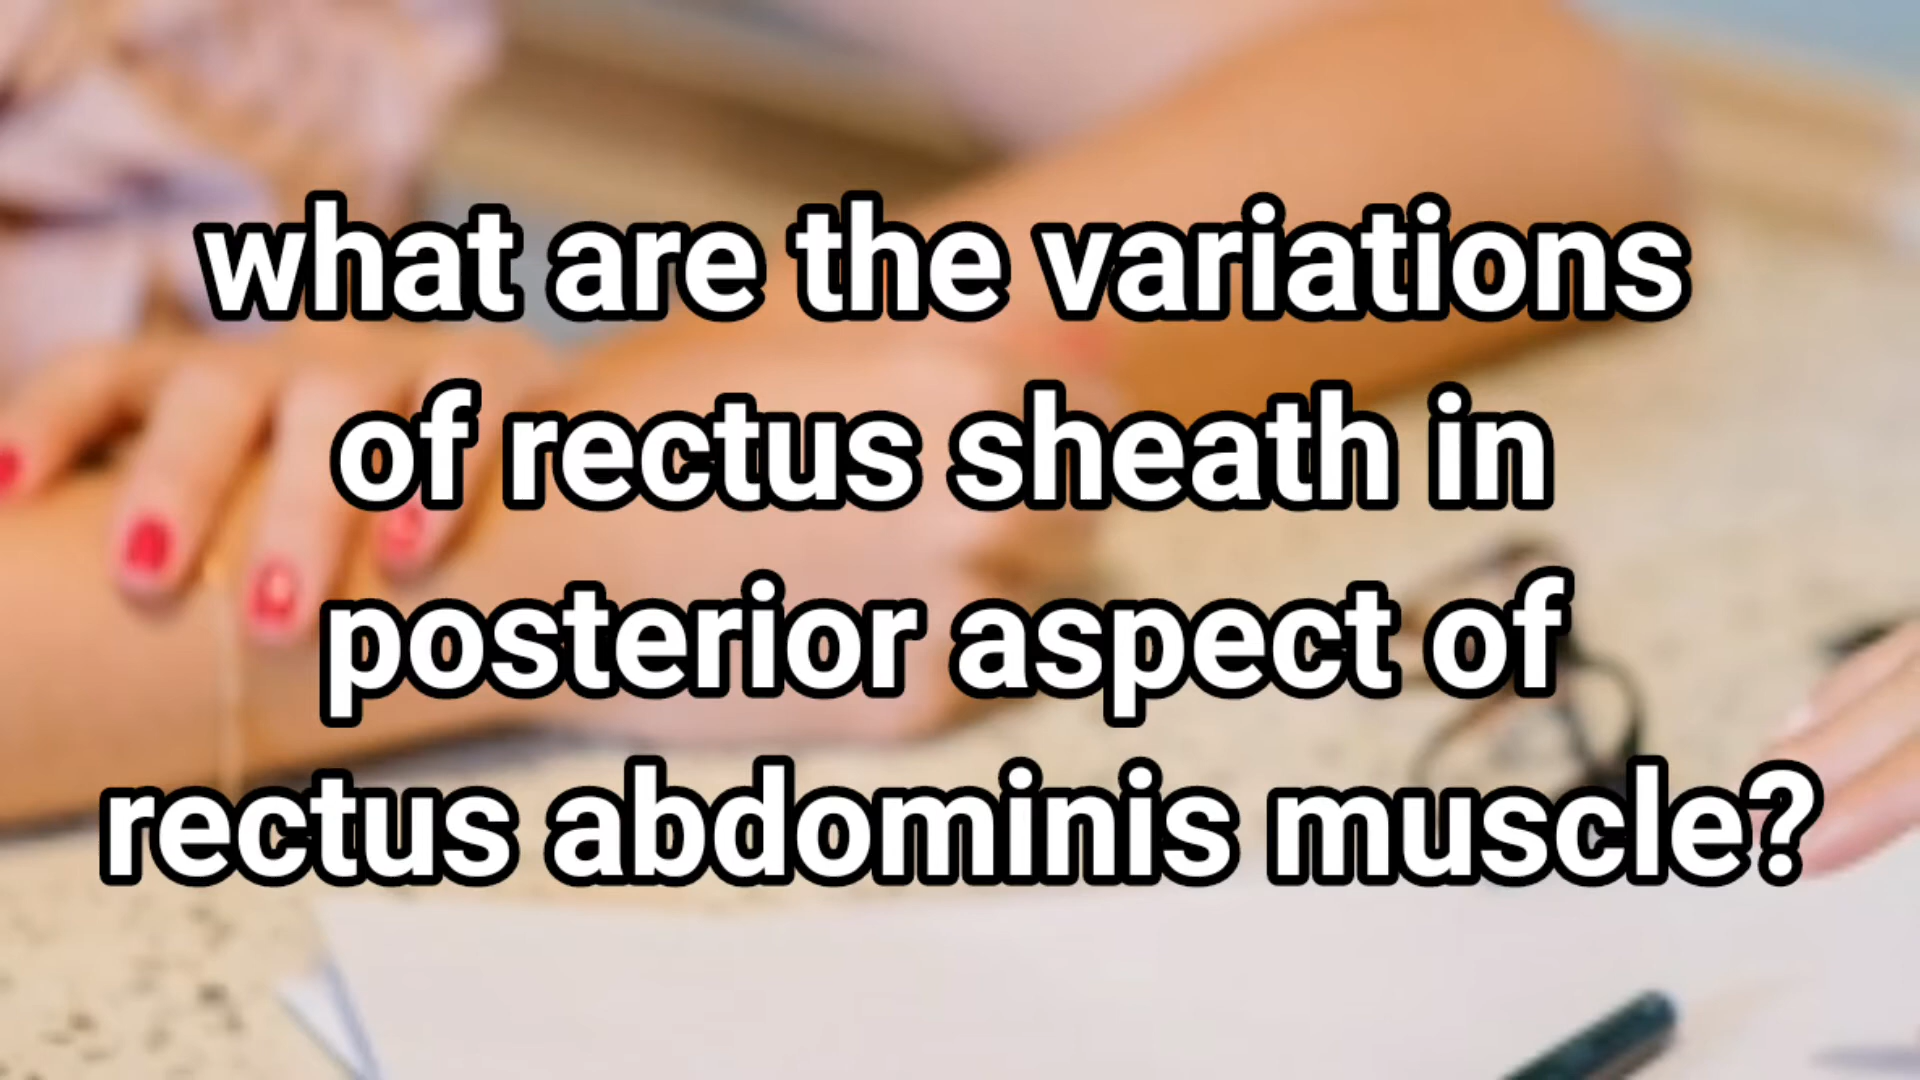 what are the variations
of rectus sheath in
posterior aspect of
rectus abdominis muscle?